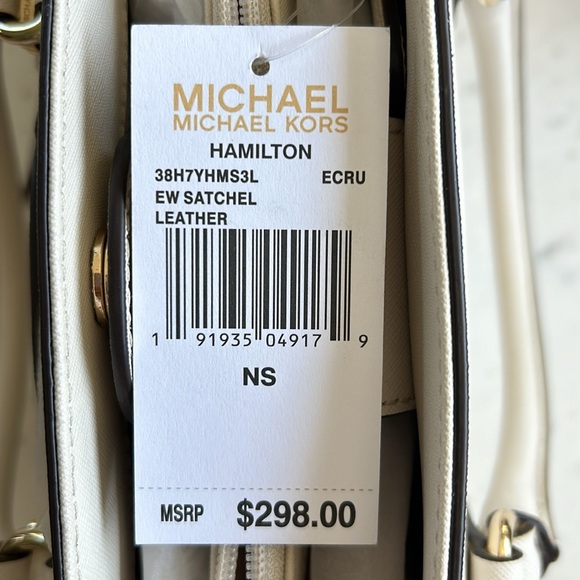 MICHAEL
MICHAEL KORS
HAMILTON
38H7YHMS3L ECRU
EW SATCHEL
LEATHER
1 91935 04917 9
NS
MSRP $298.00